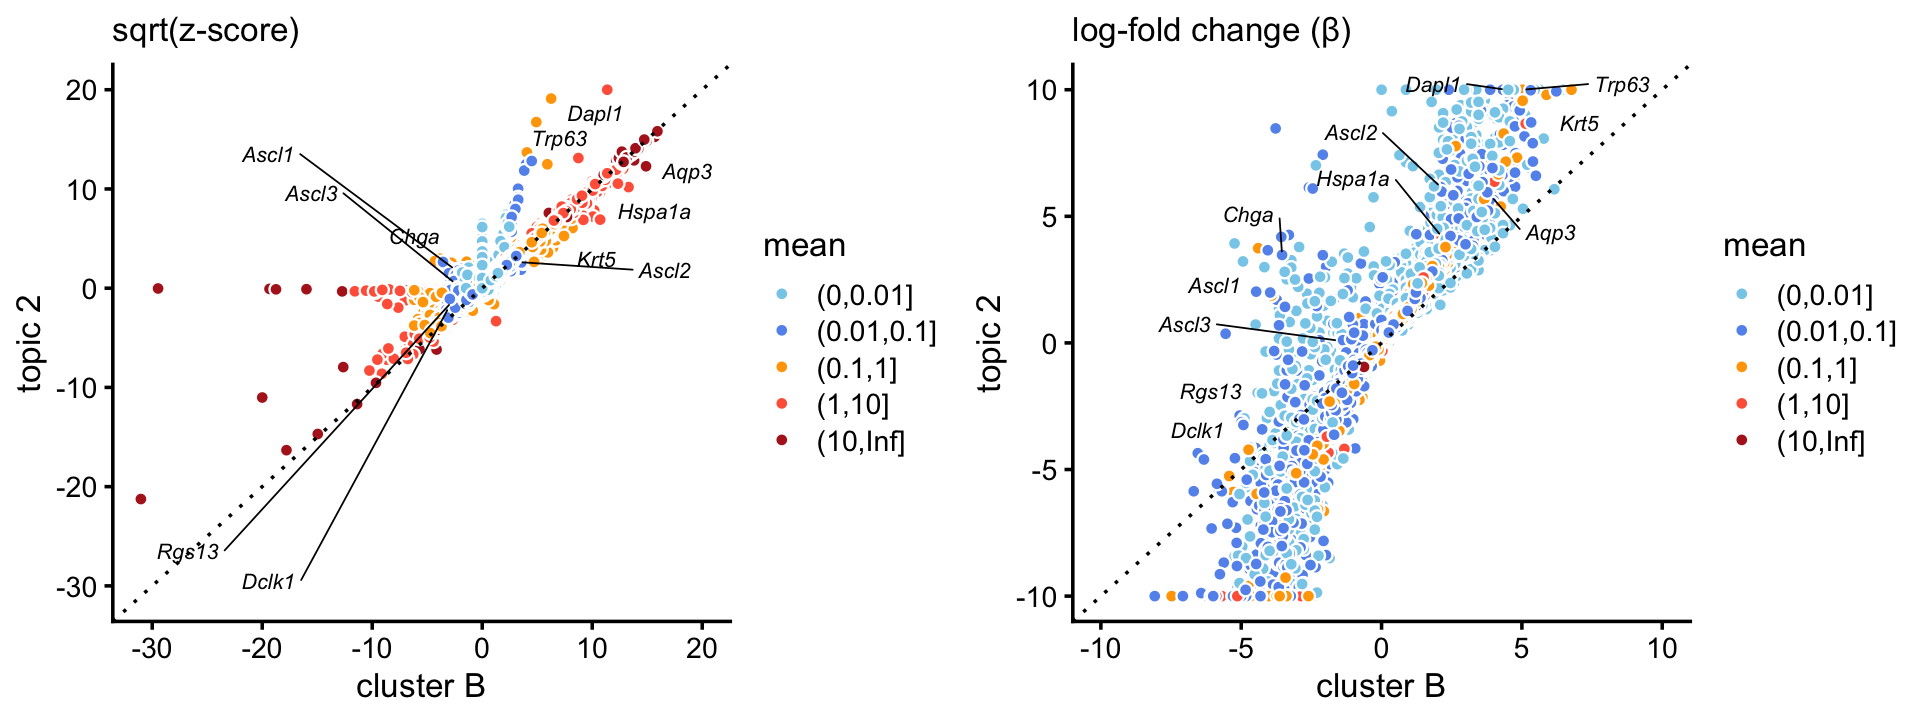 sqrt(z-score)
20
10
0
-10
-20
-30
topic 2
Dapl1
Trp63
Ascl1
Aqp3
Ascl3
Hspa1a
Chga
Krt5
Ascl2
Rgs13
Dclk1
-30
-20
-10
0
10
20
cluster B
mean
(0,0.01]
(0.01,0.1]
(0.1,1]
(1,10]
(10,Inf]
log-fold change (β)
10
5
0
-5
-10
topic 2
Dapl1
Trp63
Krt5
Ascl2
Hspa1a
Chga
Aqp3
Ascl1
Ascl3
Rgs13
Dclk1
-10
-5
0
5
10
cluster B
mean
(0,0.01]
(0.01,0.1]
(0.1,1]
(1,10]
(10,Inf]